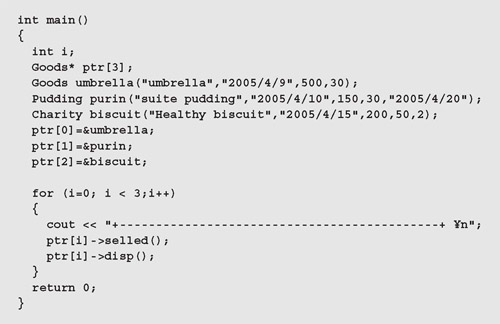 int main()
{
int i;
Goods* ptr[3];
Goods umbrella("umbrella","2005/4/9",500,30);
Pudding purin("suite pudding","2005/4/10",150,30,"2005/4/20");
Charity biscuit("Healthy biscuit","2005/4/15",200,50,2);
ptr[0]=&umbrella;
ptr[1]=&purin;
ptr[2]=&biscuit;
for (i=0; i < 3;i++)
{
cout << "+--------------------------------------------+ ¥n";
ptr[i]->selled();
ptr[i]->disp();
}
return 0;
}